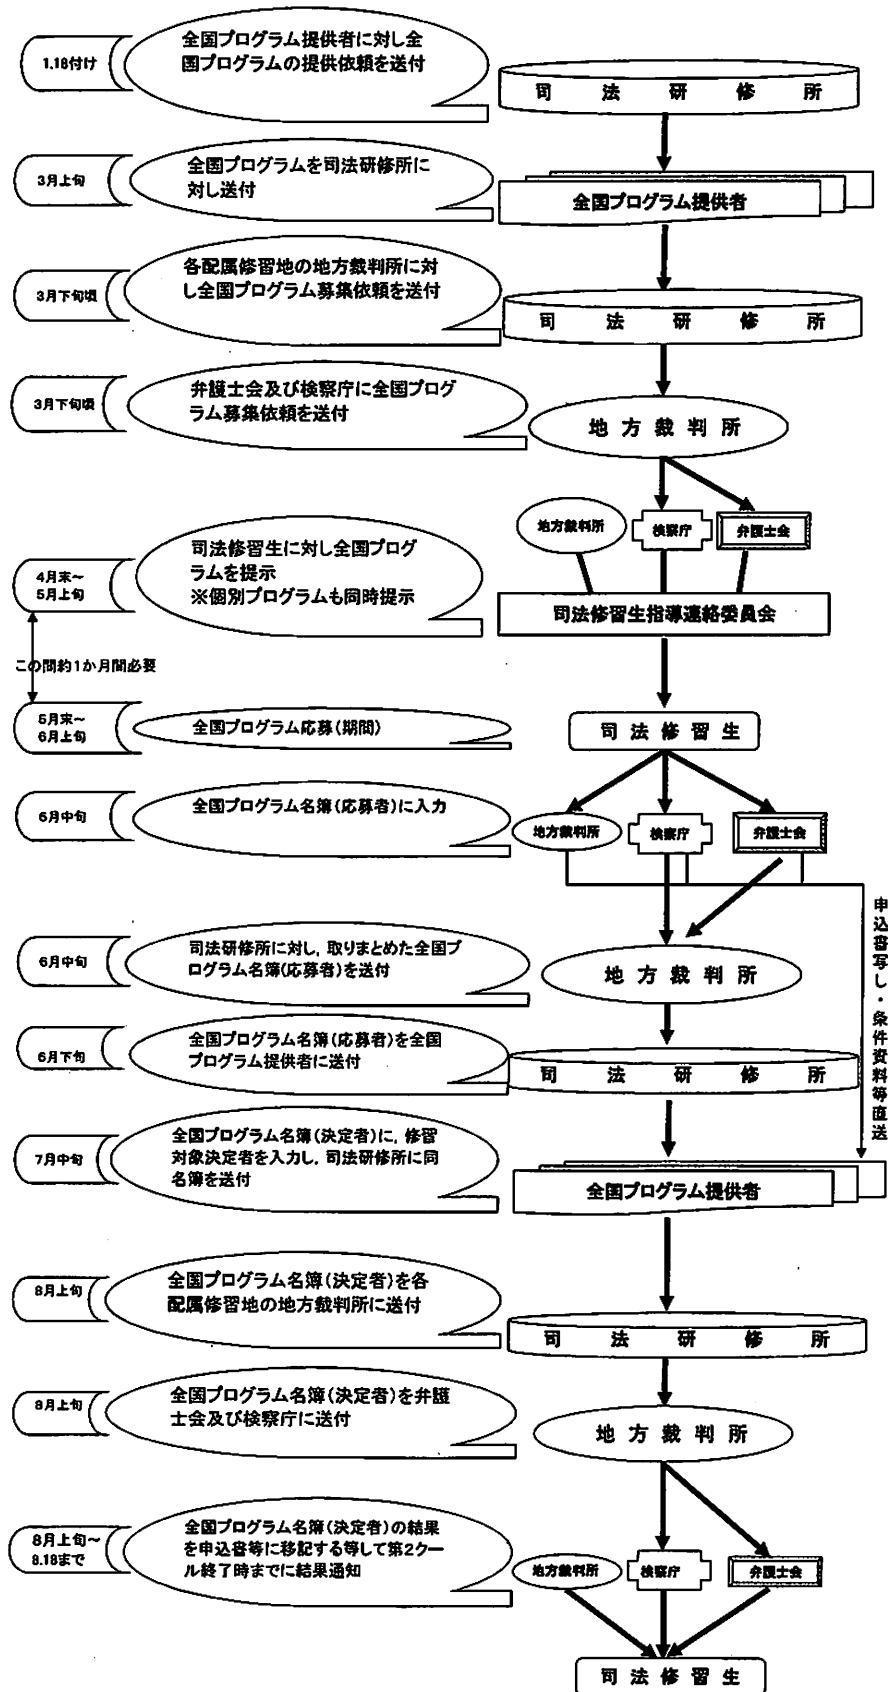 1.18付け
全国プログラム提供者に対し全
国プログラムの提供依頼を送付
司法研修所
3月上旬
全国プログラムを司法研修所に
対し送付
全国プログラム提供者
3月下旬頃
各配属修習地の地方裁判所に対
し全国プログラム募集依頼を送付
司法研修所
3月下旬頃
弁護士会及び検察庁に全国プログ
ラム募集依頼を送付
地方裁判所
地方裁判所
検察庁
弁護士会
4月末~
5月上旬
司法修習生に対し全国プログ
ラムを提示
※個別プログラムも同時提示
司法修習生指導連絡委員会
この間約1か月間必要
5月末~
6月上旬
全国プログラム応募(期間)
司法修習生
6月中旬
全国プログラム名簿(応募者)に入力
地方裁判所
検察庁
弁護士会
申込書写し・条件資料等直送
6月中旬
司法研修所に対し,取りまとめた全国プ
ログラム名簿(応募者)を送付
地方裁判所
6月下旬
全国プログラム名簿(応募者)を全国
プログラム提供者に送付
司法研修所
7月中旬
全国プログラム名簿(決定者)に,修習
対象決定者を入力し,司法研修所に同
名簿を送付
全国プログラム提供者
8月上旬
全国プログラム名簿(決定者)を各
配属修習地の地方裁判所に送付
司法研修所
8月上旬
全国プログラム名簿(決定者)を弁護
士会及び検察庁に送付
地方裁判所
8月上旬~
8.18まで
全国プログラム名簿(決定者)の結果
を申込書等に移記する等して第2クー
ル終了時までに結果通知
地方裁判所
検察庁
弁護士会
司法修習生